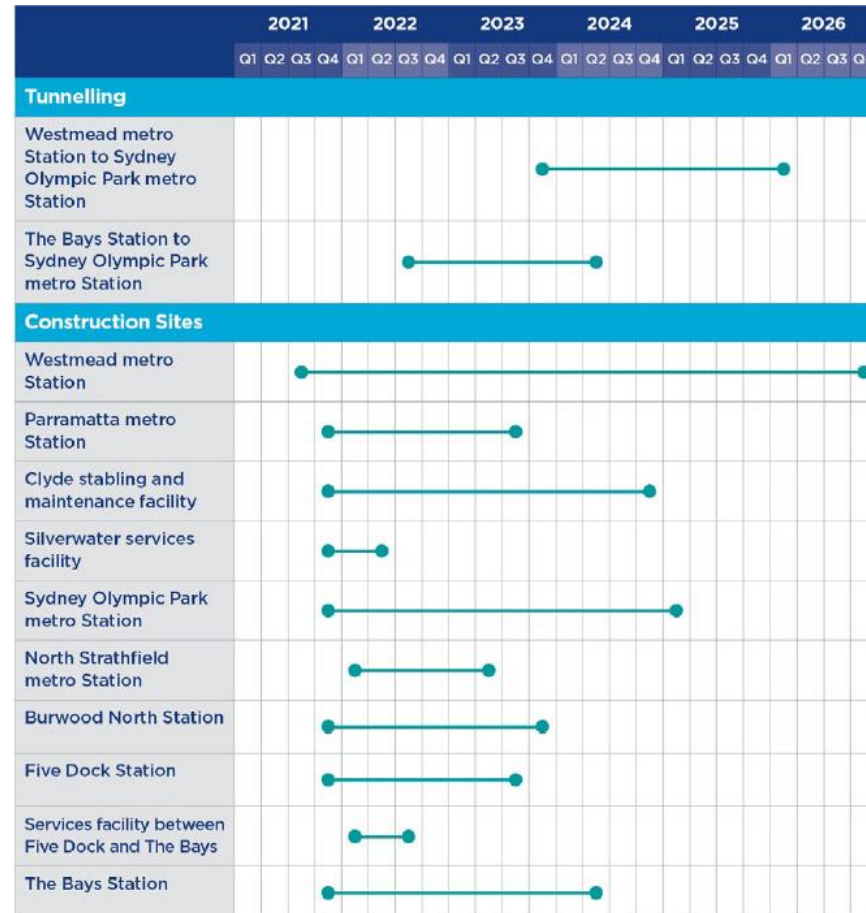 2021 2022 2023 2024 2025 2026
Q1 Q2 Q3 Q4 Q1 Q2 Q3 Q4 Q1 Q2 Q3 Q4 Q1 Q2 Q3 Q4 Q1 Q2 Q3 Q4 Q1 Q2 Q3 Q
Tunnelling
Westmead metro
Station to Sydney
Olympic Park metro
Station
The Bays Station to
Sydney Olympic Park
metro Station
Construction Sites
Westmead metro
Station
Parramatta metro
Station
Clyde stabling and
maintenance facility
Silverwater services
facility
Sydney Olympic Park
metro Station
North Strathfield
metro Station
Burwood North Station
Five Dock Station
Services facility between
Five Dock and The Bays
The Bays Station